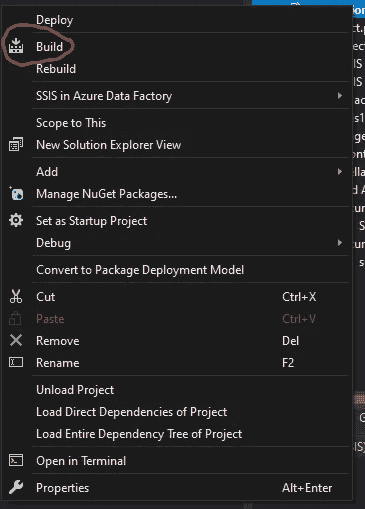 Deploy
Build
Rebuild
SSIS in Azure Data Factory
Scope to This
New Solution Explorer View
Add
Manage NuGet Packages...
Set as Startup Project
Debug
Convert to Package Deployment Model
Cut Ctrl+X
Paste Ctrl+V
Remove Del
Rename F2
Unload Project
Load Direct Dependencies of Project
Load Entire Dependency Tree of Project
Open in Terminal
Properties Alt+Enter